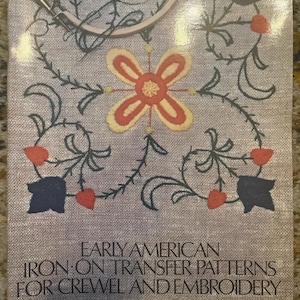 EARLY AMERICAN
IRON·ON TRANSFER PATTERNS
FOR CREWEL AND EMBROIDERY